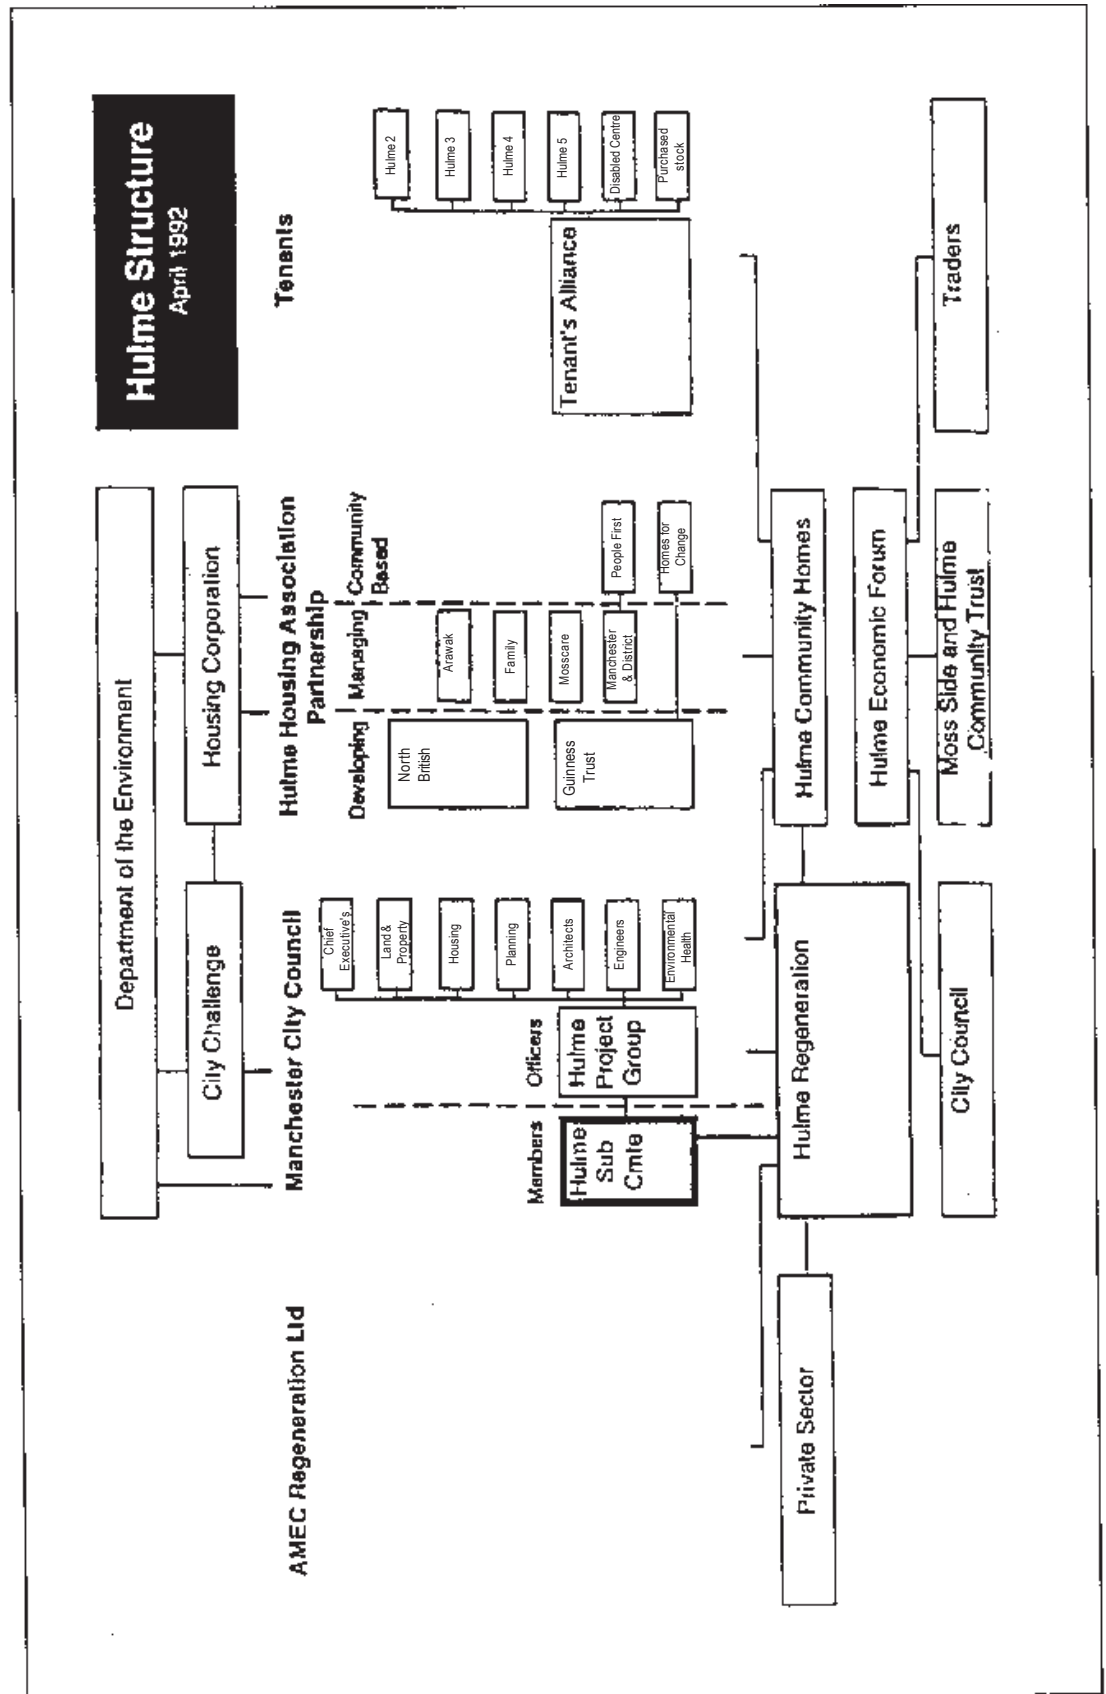 Hulme Structure
April 1992
Department of the Environment
City Challenge
Housing Corporation
AMEC Regeneration Ltd
Manchester City Council
Hulme Housing Association
Partnership
Tenants
Members
Officers
Developing
Managing
Community
Based
Chief
Executive's
Land &
Property
Housing
Planning
Architects
Engineers
Environmental
Health
Hulme
Sub
Cmte
Hulme
Project
Group
North
British
Guinness
Trust
Arawak
Family
Mosscare
Manchester
& District
People First
Homes for
Change
Tenant's Alliance
Hulme 2
Hulme 3
Hulme 4
Hulme 5
Disabled Centre
Purchased
stock
Private Sector
Hulme Regeneration
Hulme Community Homes
Hulme Economic Forum
City Council
Moss Side and Hulme
Community Trust
Traders